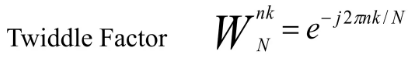 Twiddle Factor W_N^{nk} = e^{-j2πnk/N}